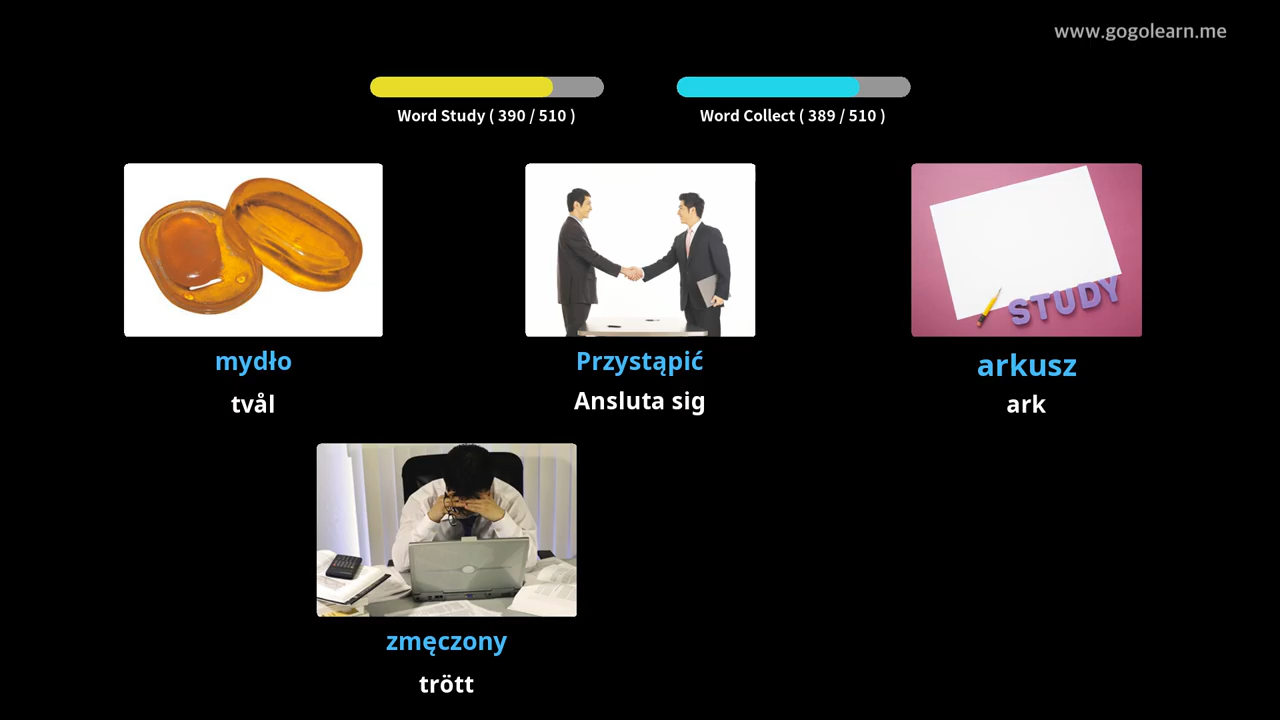 www.gogolearn.me
Word Study ( 390 / 510 )
Word Collect ( 389 / 510 )
STUDY
mydło
Przystąpić
arkusz
tvål
Ansluta sig
ark
zmęczony
trött